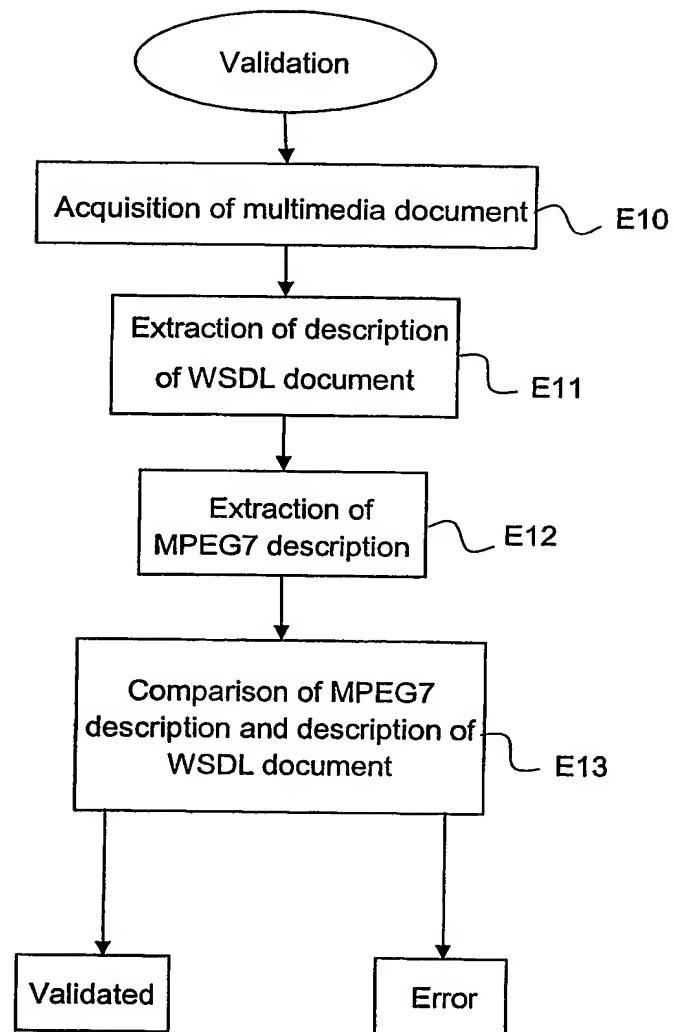 Validation
Acquisition of multimedia document
E10
Extraction of description
of WSDL document
E11
Extraction of
MPEG7 description
E12
Comparison of MPEG7
description and description of
WSDL document
E13
Validated
Error